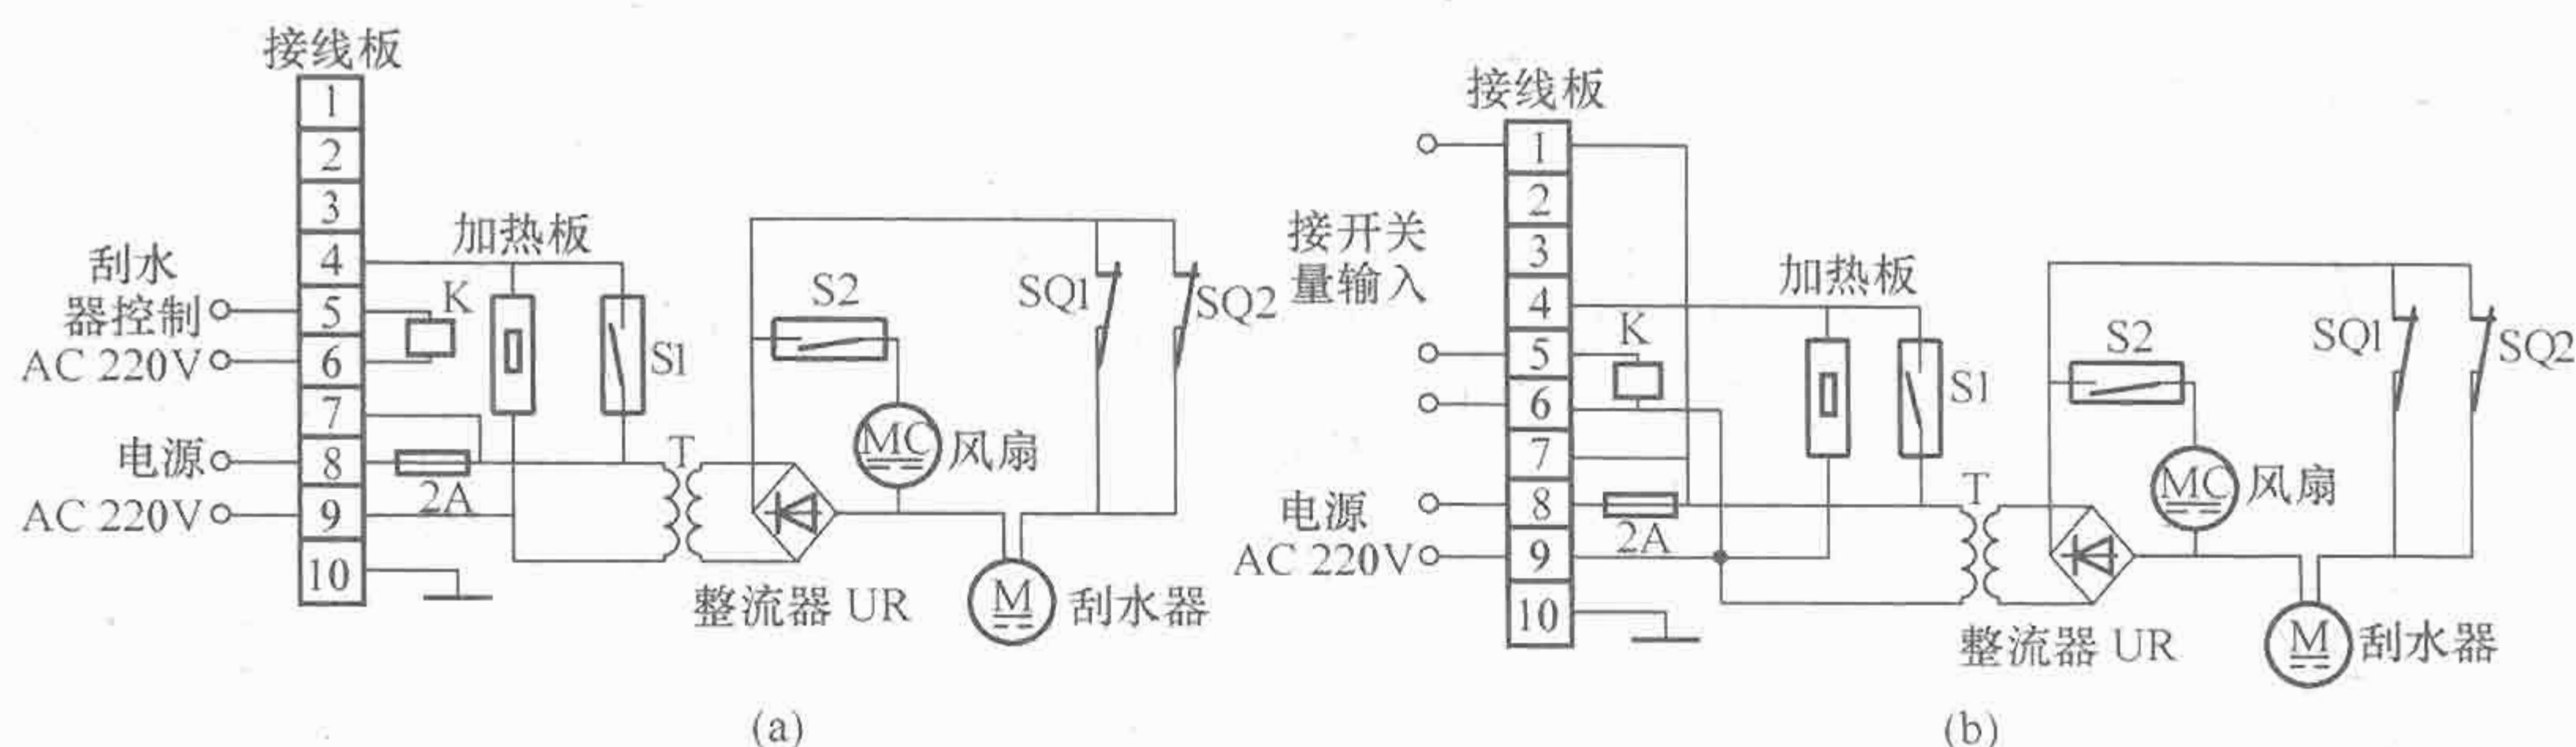 接线板
1
2
3
4
5
6
7
8
9
10
刮水
器控制
AC 220V
电源
AC 220V
K
加热板
S1
2A
T
S2
MC
风扇
SQ1
SQ2
整流器 UR
M
刮水器
(a)
接线板
1
2
3
4
5
6
7
8
9
10
接开关
量输入
电源
AC 220V
K
加热板
S1
2A
T
S2
MC
风扇
SQ1
SQ2
整流器 UR
M
刮水器
(b)